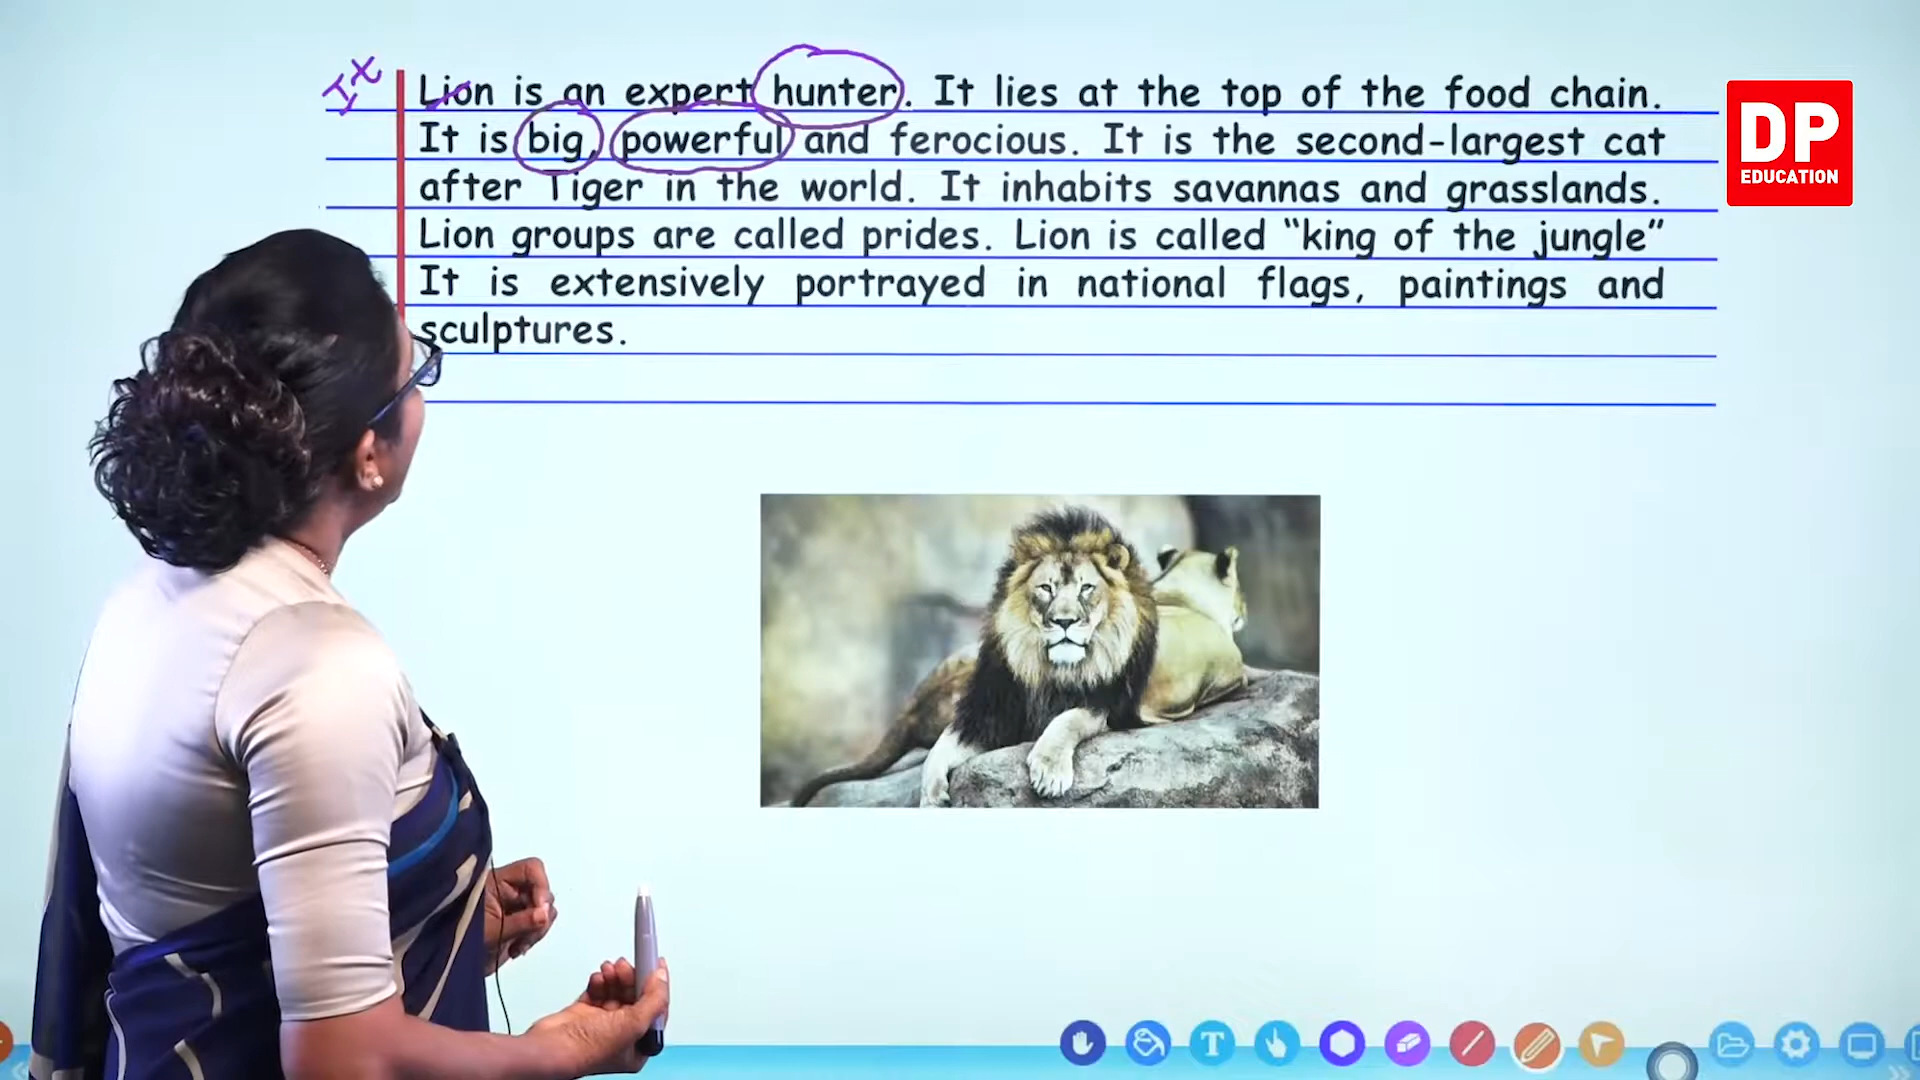 It
Lion is an expert hunter. It lies at the top of the food chain.
It is big, powerful and ferocious. It is the second-largest cat
after Tiger in the world. It inhabits savannas and grasslands.
Lion groups are called prides. Lion is called “king of the jungle”
It is extensively portrayed in national flags, paintings and
sculptures.
DP
EDUCATION
T